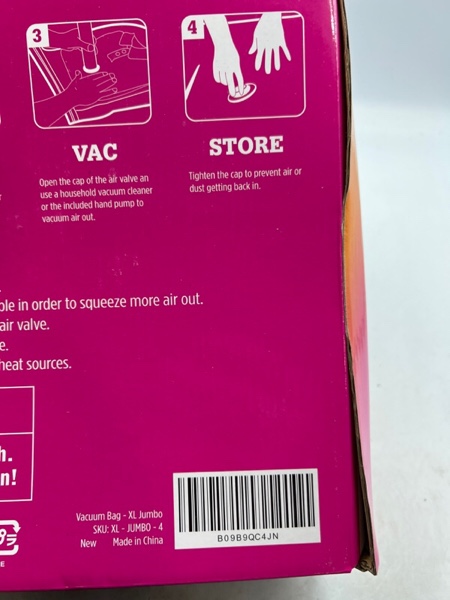 3
4
VAC
STORE
Open the cap of the air valve an
use a household vacuum cleaner
or the included hand pump to
vacuum air out.
Tighten the cap to prevent air or
dust getting back in.
ble in order to squeeze more air out.
air valve.
e.
heat sources.
h.
n!
Vacuum Bag - XL Jumbo
SKU: XL - JUMBO - 4
New Made in China
B09B9QC4JN